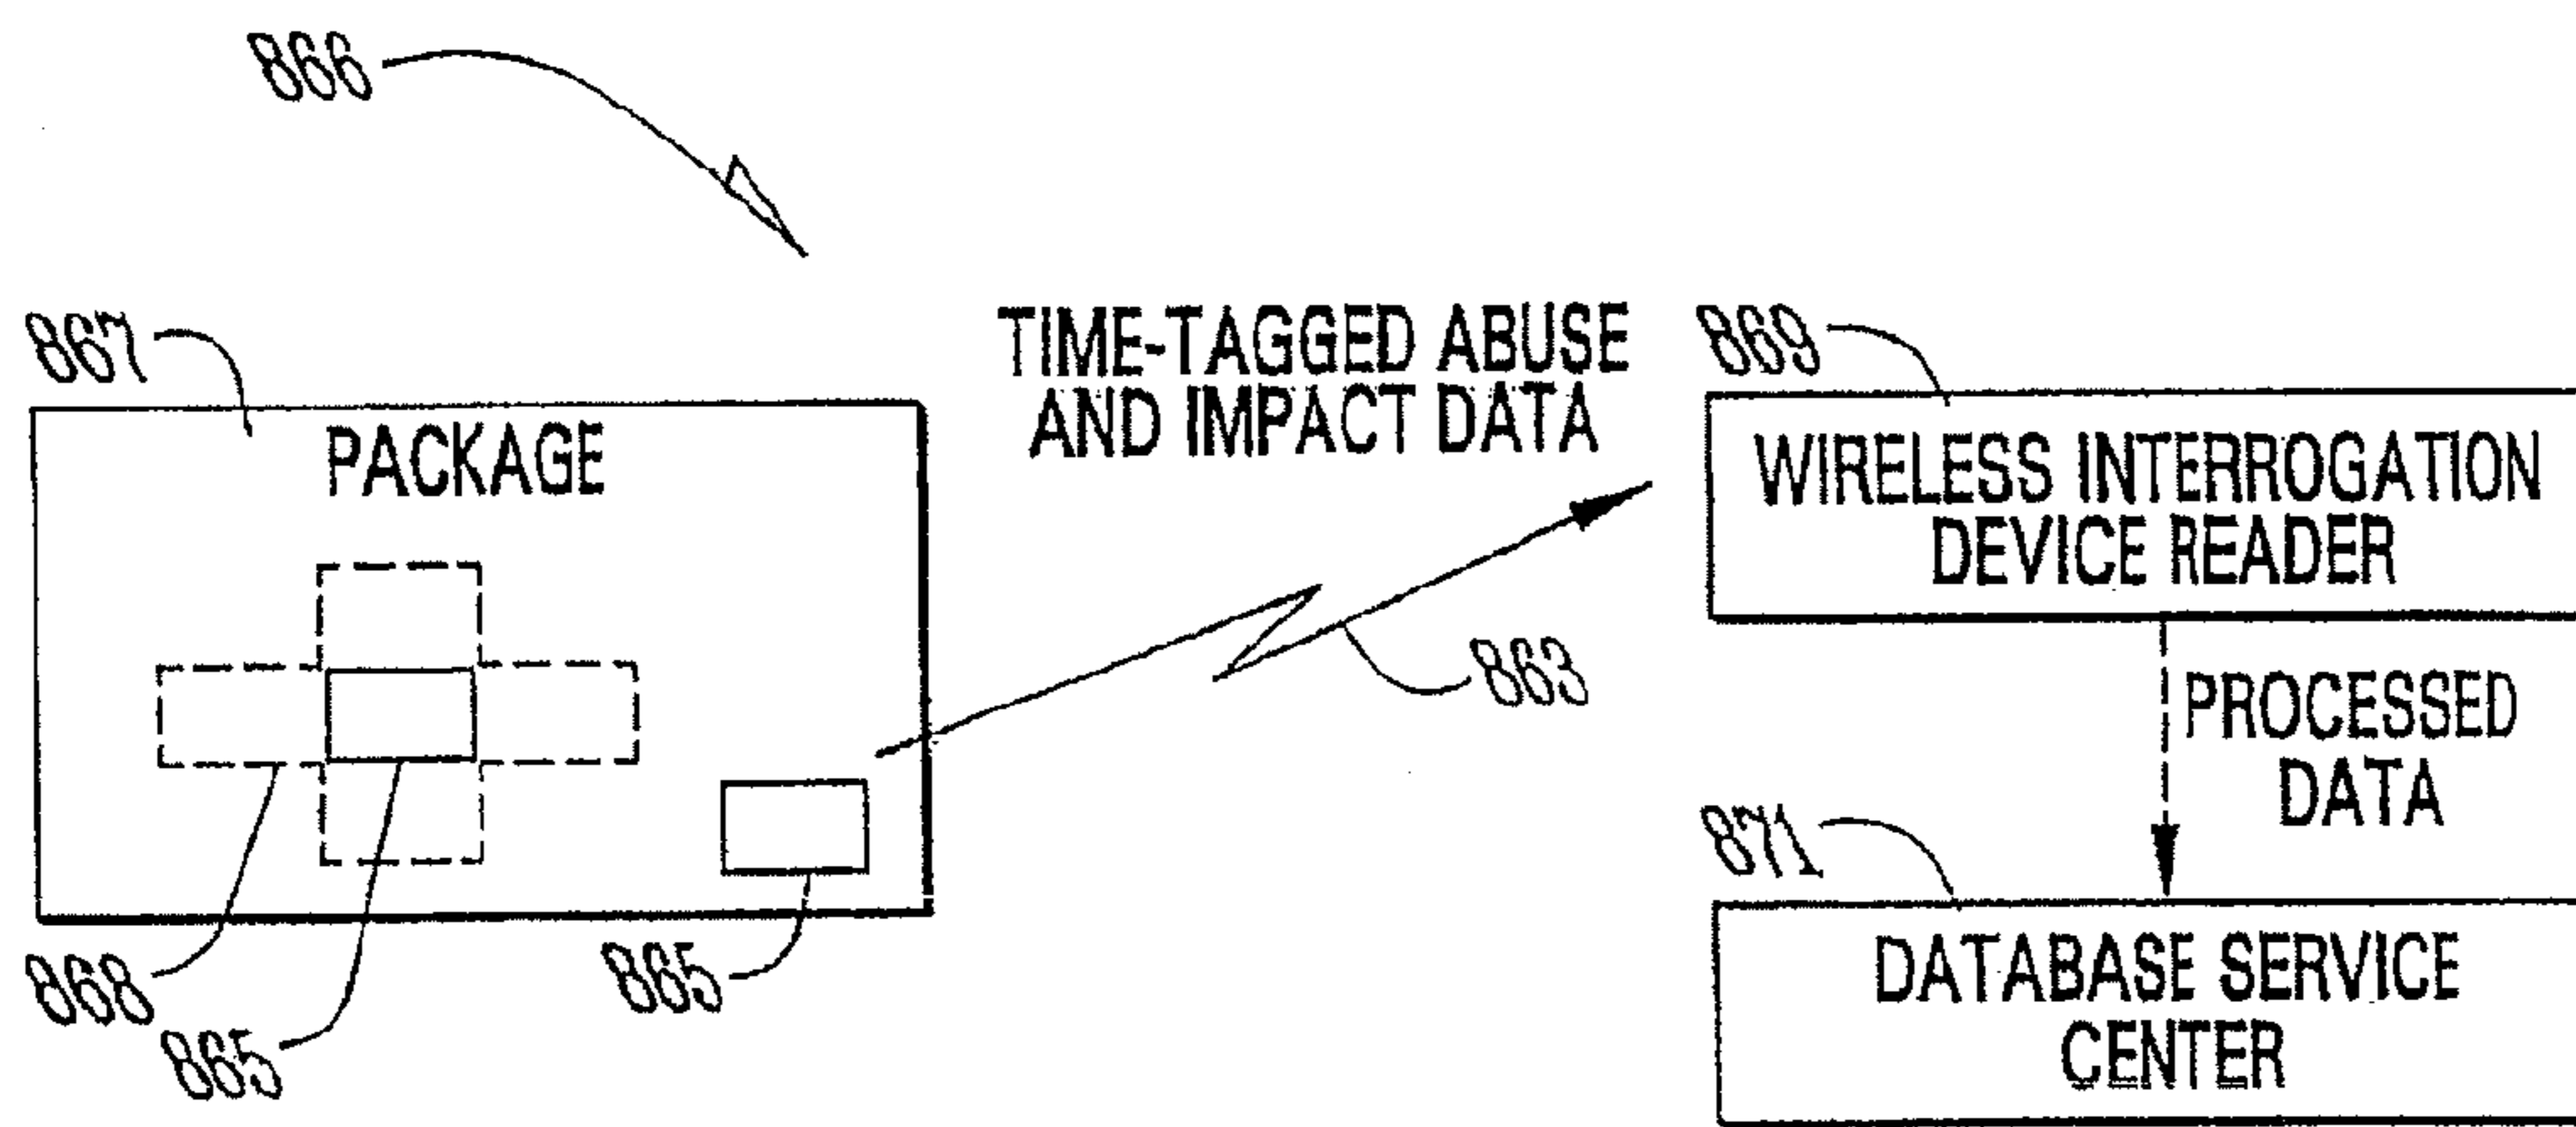 866
867
PACKAGE
868
865
865
TIME-TAGGED ABUSE
AND IMPACT DATA
863
869
WIRELESS INTERROGATION
DEVICE READER
PROCESSED
DATA
871
DATABASE SERVICE
CENTER